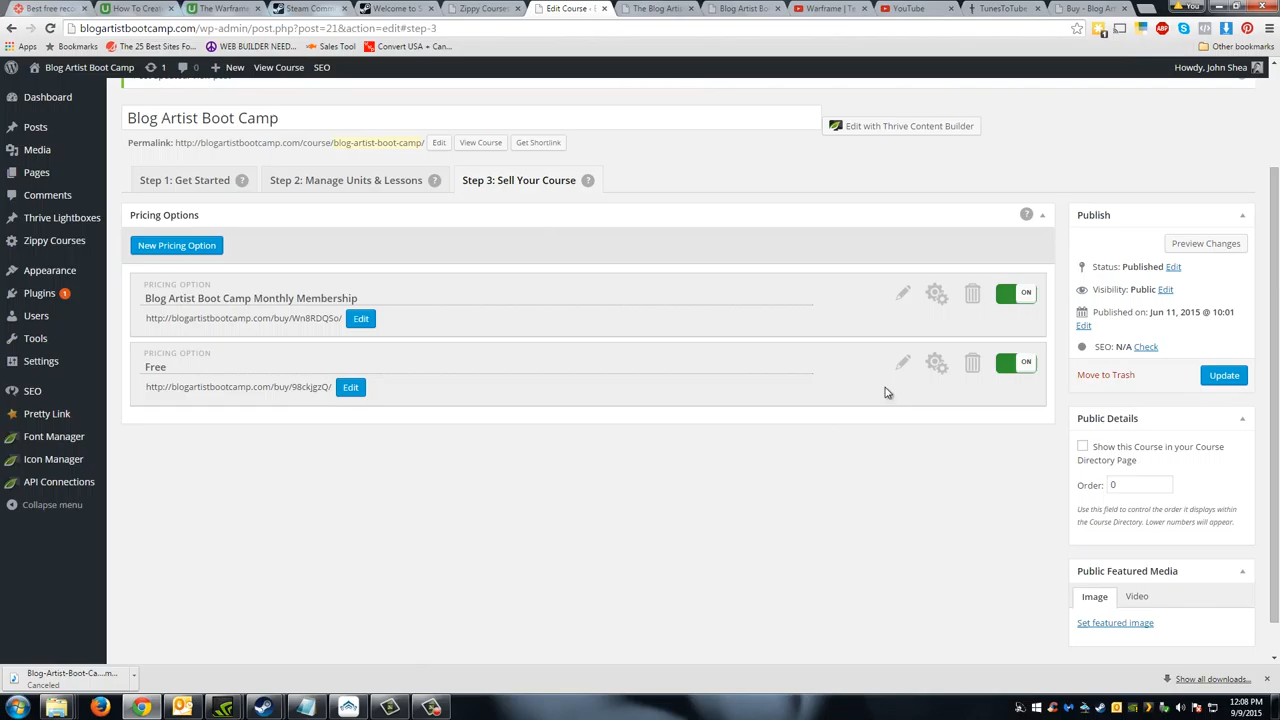 Best free reco
How To Creati
The Warframe
Steam Comm
Welcome to S
Zippy Courses
Edit Course ‹ B
The Blog Artis
Blog Artist Bo
Warframe | Te
YouTube
TunesToTube
Buy - Blog Arti
You
blogartistbootcamp.com/wp-admin/post.php?post=21&action=edit#step-3
Apps
Bookmarks
The 25 Best Sites Fo
WEB BUILDER NEED
Sales Tool
Convert USA + Can
Other bookmarks
Blog Artist Boot Camp
1
0
+ New
View Course
SEO
Howdy, John Shea
Dashboard
Posts
Media
Pages
Comments
Thrive Lightboxes
Zippy Courses
Appearance
Plugins 1
Users
Tools
Settings
SEO
Pretty Link
Font Manager
Icon Manager
API Connections
Collapse menu
Blog Artist Boot Camp
Edit with Thrive Content Builder
Permalink: http://blogartistbootcamp.com/course/blog-artist-boot-camp/ Edit View Course Get Shortlink
Step 1: Get Started ?
Step 2: Manage Units & Lessons ?
Step 3: Sell Your Course ?
Pricing Options ?
New Pricing Option
PRICING OPTION
Blog Artist Boot Camp Monthly Membership
http://blogartistbootcamp.com/buy/Wn8RDQSo/ Edit
ON
PRICING OPTION
Free
http://blogartistbootcamp.com/buy/98ckjgzQ/ Edit
ON
Publish
Preview Changes
Status: Published Edit
Visibility: Public Edit
Published on: Jun 11, 2015 @ 10:01
Edit
SEO: N/A Check
Move to Trash
Update
Public Details
Show this Course in your Course
Directory Page
Order: 0
Use this field to control the order it displays within
the Course Directory. Lower numbers will appear.
Public Featured Media
Image
Video
Set featured image
Blog-Artist-Boot-Ca....m...
Canceled
Show all downloads...
12:08 PM
9/9/2015